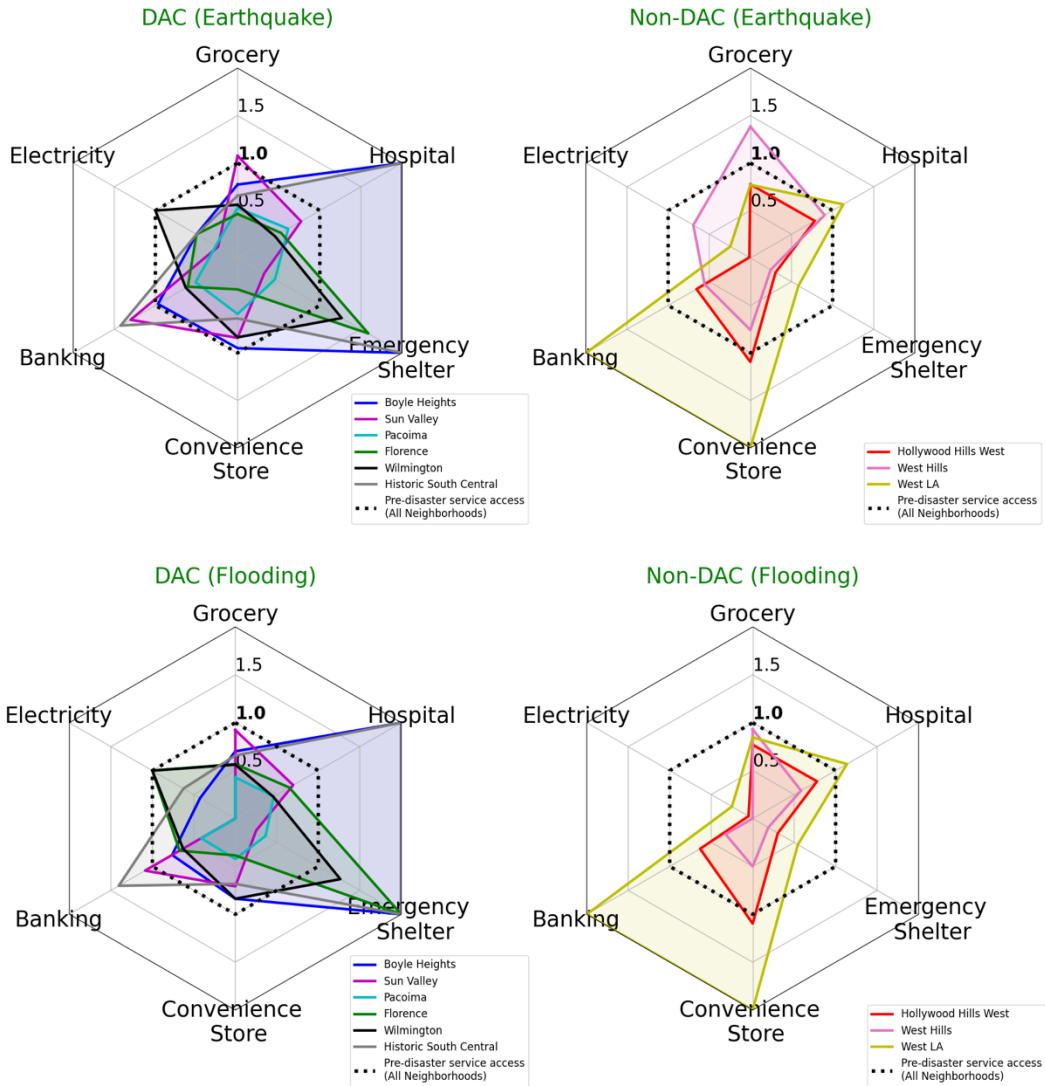 DAC (Earthquake)
Grocery
1.5
1.0
0.5
Electricity
Hospital
Banking
Emergency
Shelter
Convenience
Store
Boyle Heights
Sun Valley
Pacoima
Florence
Wilmington
Historic South Central
Pre-disaster service access
(All Neighborhoods)
Non-DAC (Earthquake)
Grocery
1.5
1.0
0.5
Electricity
Hospital
Banking
Emergency
Shelter
Convenience
Store
Hollywood Hills West
West Hills
West LA
Pre-disaster service access
(All Neighborhoods)
DAC (Flooding)
Grocery
1.5
1.0
0.5
Electricity
Hospital
Banking
Emergency
Shelter
Convenience
Store
Boyle Heights
Sun Valley
Pacoima
Florence
Wilmington
Historic South Central
Pre-disaster service access
(All Neighborhoods)
Non-DAC (Flooding)
Grocery
1.5
1.0
0.5
Electricity
Hospital
Banking
Emergency
Shelter
Convenience
Store
Hollywood Hills West
West Hills
West LA
Pre-disaster service access
(All Neighborhoods)